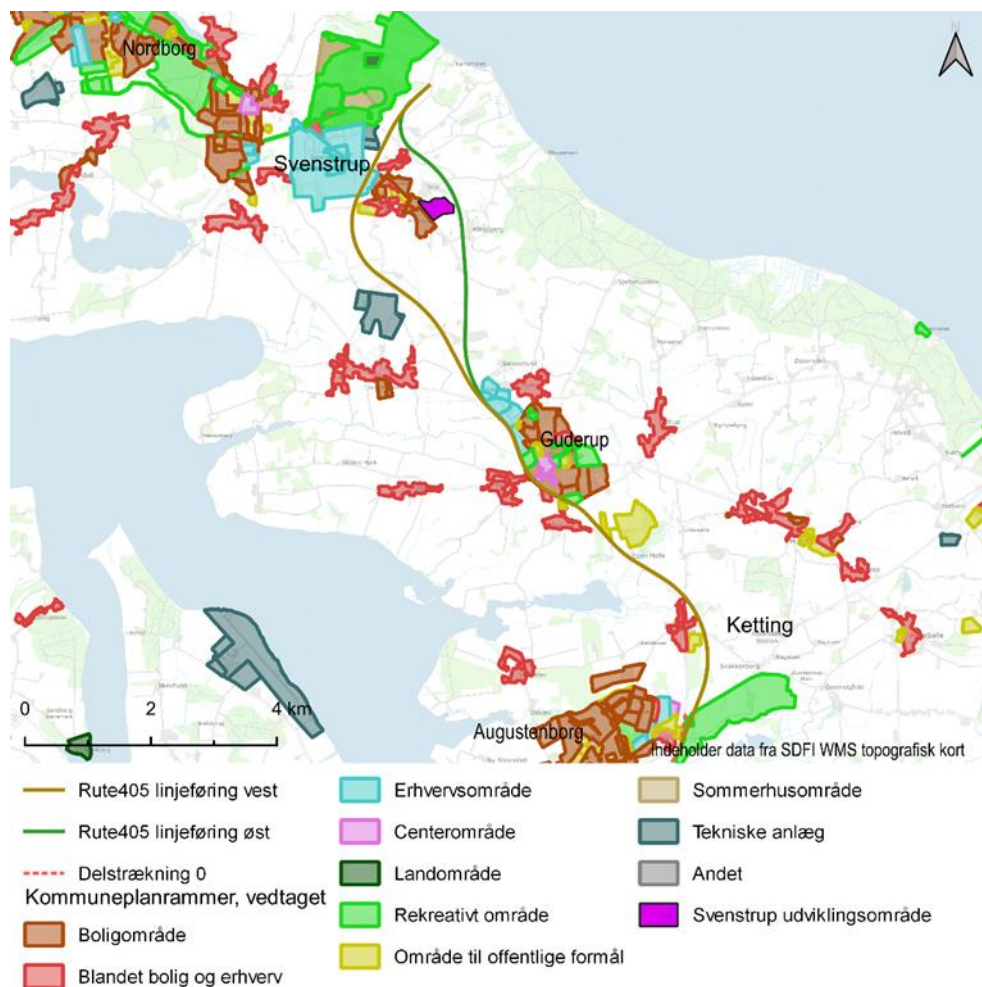 N
Nordborg
Svenstrup
Guderup
Ketting
Augustenborg
0 2 4 km
Indeholder data fra SDFI WMS topografisk kort
Rute405 linjeføring vest
Rute405 linjeføring øst
Delstrækning 0
Kommuneplanrammer, vedtaget
Boligområde
Blandet bolig og erhverv
Erhvervsområde
Centerområde
Landområde
Rekreativt område
Område til offentlige formål
Sommerhusområde
Tekniske anlæg
Andet
Svenstrup udviklingsområde